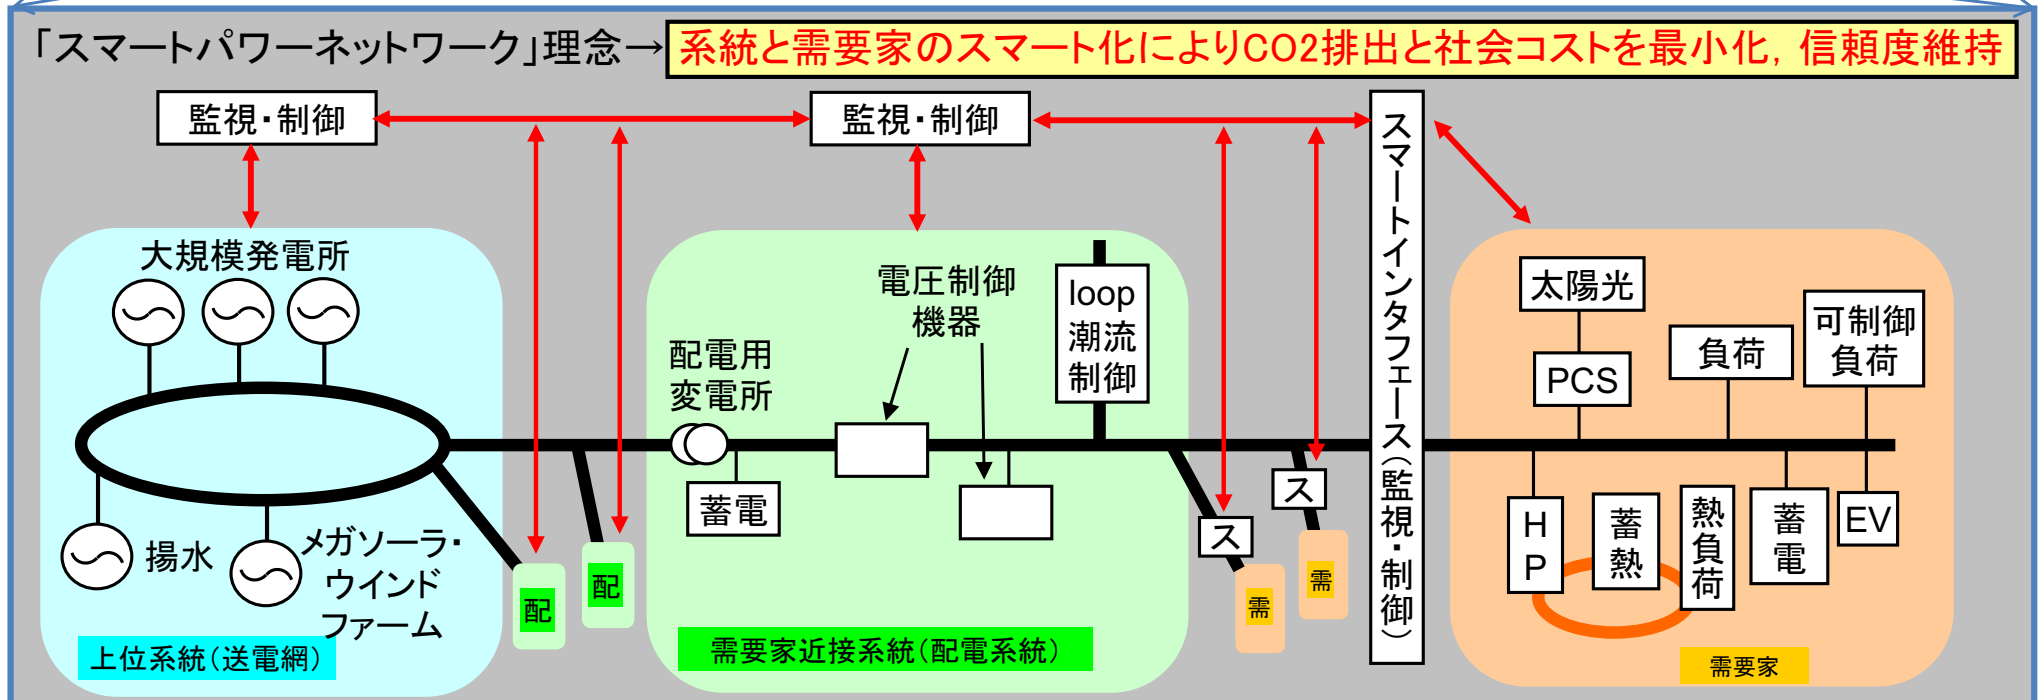 「スマートパワーネットワーク」理念→系統と需要家のスマート化によりCO2排出と社会コストを最小化，信頼度維持
監視・制御
監視・制御
スマートインタフェース（監視・制御）
大規模発電所
揚水
メガソーラ・
ウインド
ファーム
上位系統（送電網）
配
配
配電用
変電所
蓄電
電圧制御
機器
loop
潮流
制御
需要家近接系統（配電系統）
ス
ス
需
需
太陽光
PCS
負荷
可制御
負荷
HP
蓄熱
熱負荷
蓄電
EV
需要家